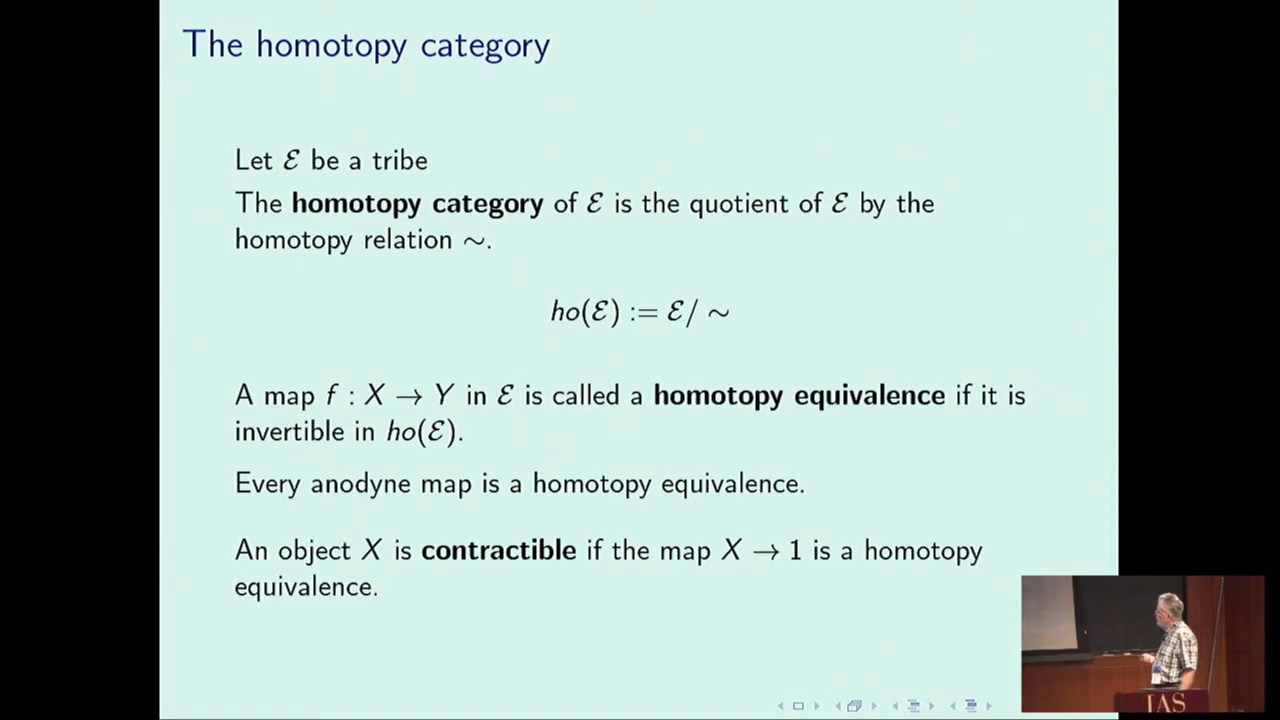 The homotopy category
Let ℰ be a tribe
The homotopy category of ℰ is the quotient of ℰ by the
homotopy relation ∼.
ho(ℰ) := ℰ/ ∼
A map f : X → Y in ℰ is called a homotopy equivalence if it is
invertible in ho(ℰ).
Every anodyne map is a homotopy equivalence.
An object X is contractible if the map X → 1 is a homotopy
equivalence.
IAS